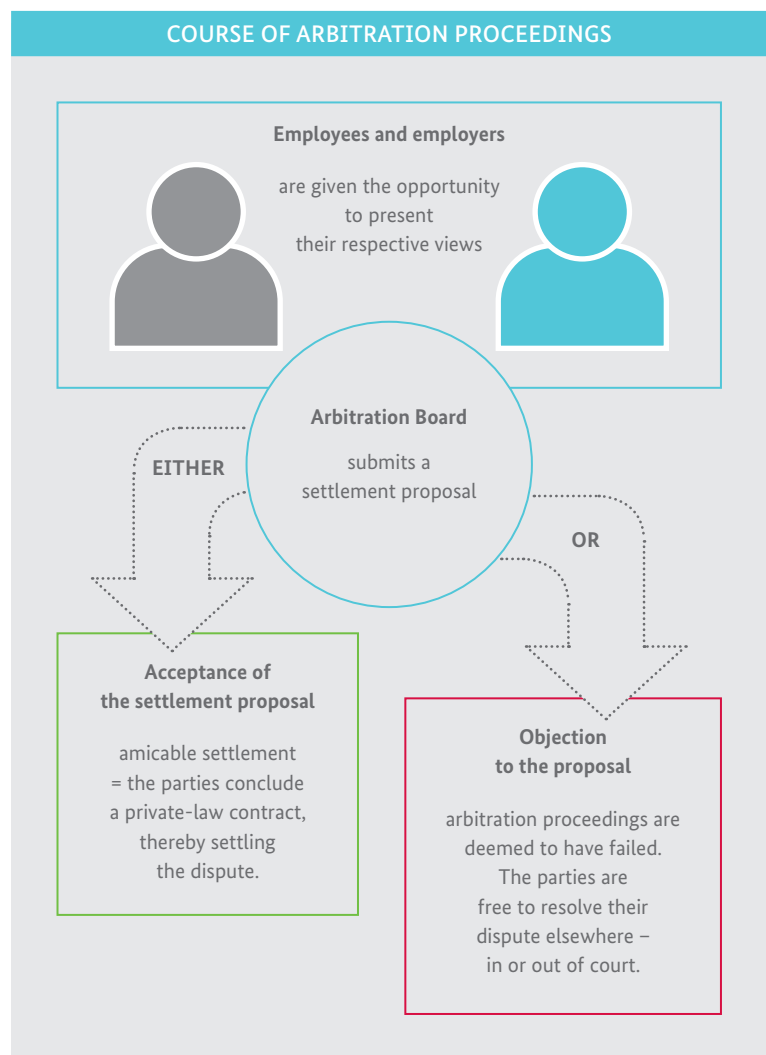 COURSE OF ARBITRATION PROCEEDINGS
Employees and employers
are given the opportunity
to present
their respective views
Arbitration Board
submits a
settlement proposal
EITHER
OR
Acceptance of
the settlement proposal
amicable settlement
= the parties conclude
a private-law contract,
thereby settling
the dispute.
Objection
to the proposal
arbitration proceedings are
deemed to have failed.
The parties are
free to resolve their
dispute elsewhere –
in or out of court.